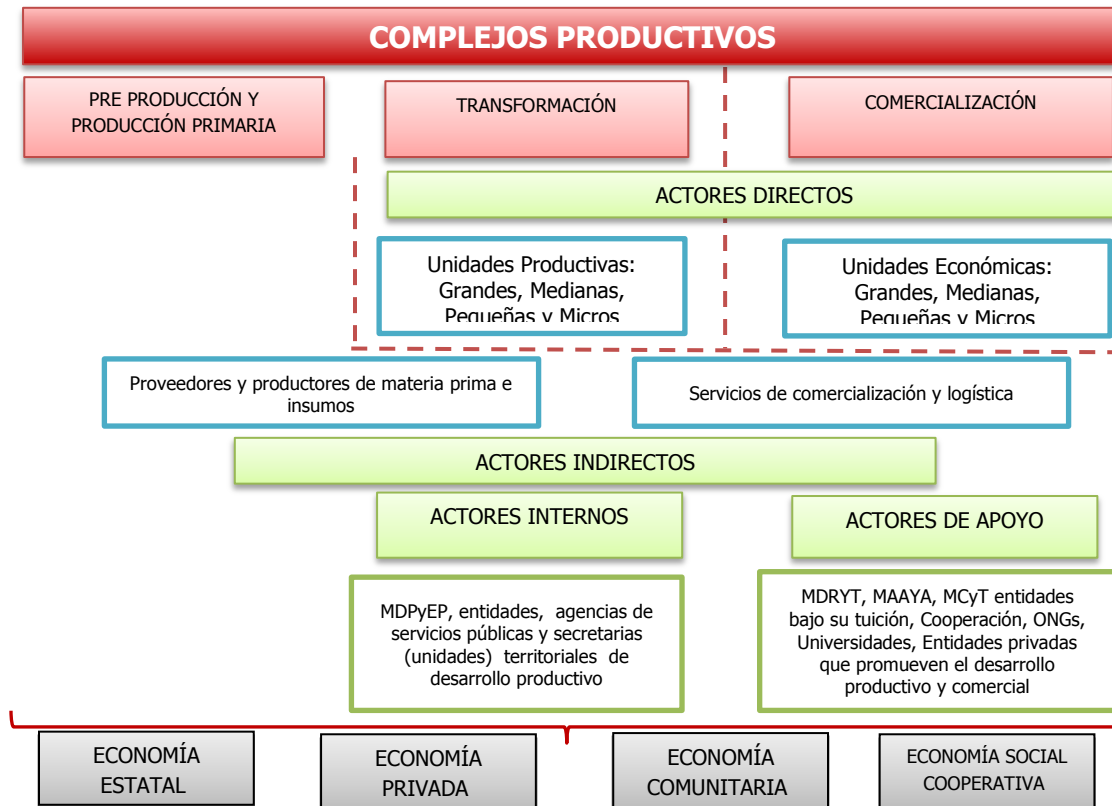 COMPLEJOS PRODUCTIVOS
PRE PRODUCCIÓN Y
PRODUCCIÓN PRIMARIA
TRANSFORMACIÓN
COMERCIALIZACIÓN
ACTORES DIRECTOS
Unidades Productivas:
Grandes, Medianas,
Pequeñas y Micros
Unidades Económicas:
Grandes, Medianas,
Pequeñas y Micros
Proveedores y productores de materia prima e
insumos
Servicios de comercialización y logística
ACTORES INDIRECTOS
ACTORES INTERNOS
ACTORES DE APOYO
MDPyEP, entidades, agencias de
servicios públicas y secretarias
(unidades) territoriales de
desarrollo productivo
MDRYT, MAAYA, MCyT entidades
bajo su tuición, Cooperación, ONGs,
Universidades, Entidades privadas
que promueven el desarrollo
productivo y comercial
ECONOMÍA
ESTATAL
ECONOMÍA
PRIVADA
ECONOMÍA
COMUNITARIA
ECONOMÍA SOCIAL
COOPERATIVA